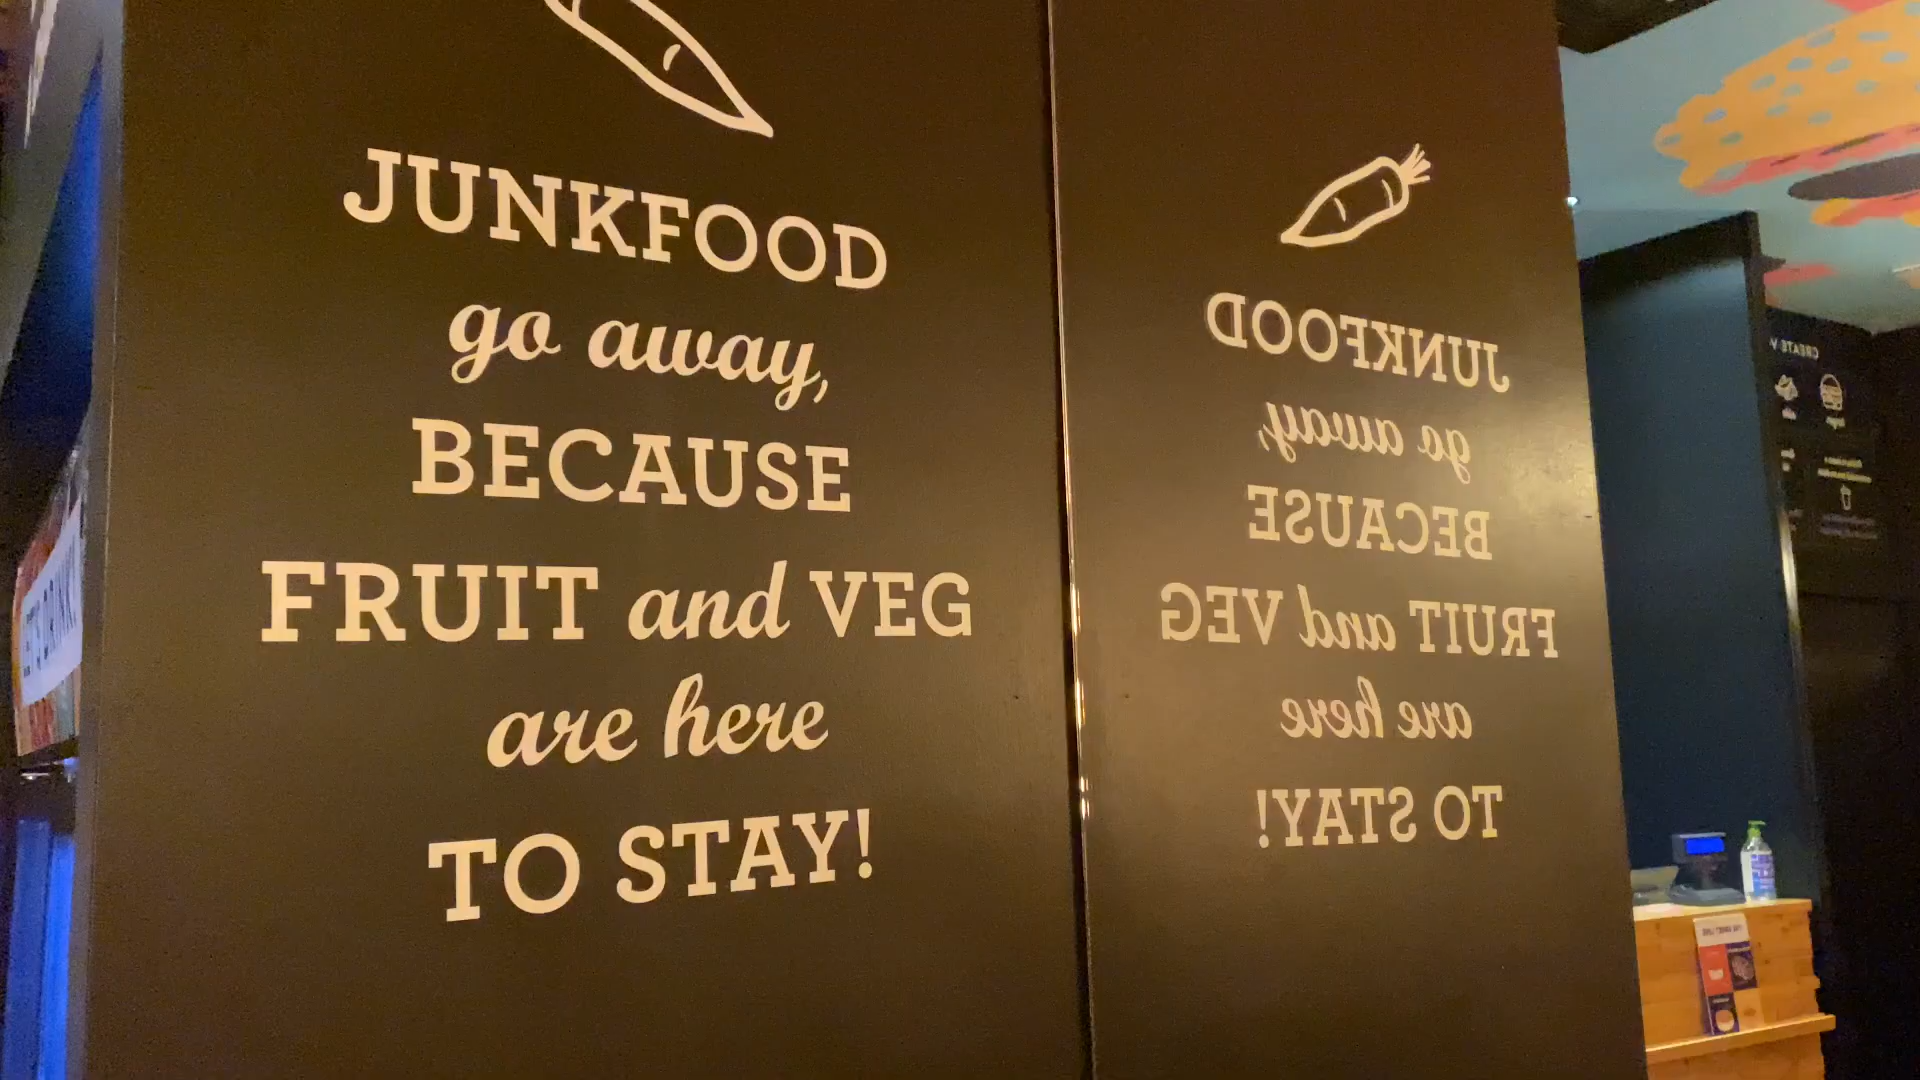 JUNKFOOD
go away,
BECAUSE
FRUIT and VEG
are here
TO STAY!
JUNKFOOD
go away,
BECAUSE
FRUIT and VEG
are here
TO STAY!
CREATE